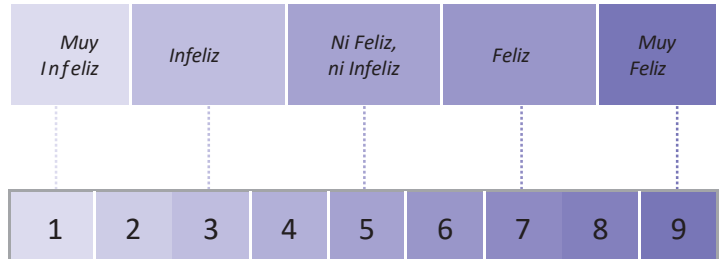 Muy
Infeliz
Infeliz
Ni Feliz,
ni Infeliz
Feliz
Muy
Feliz
1 2 3 4 5 6 7 8 9